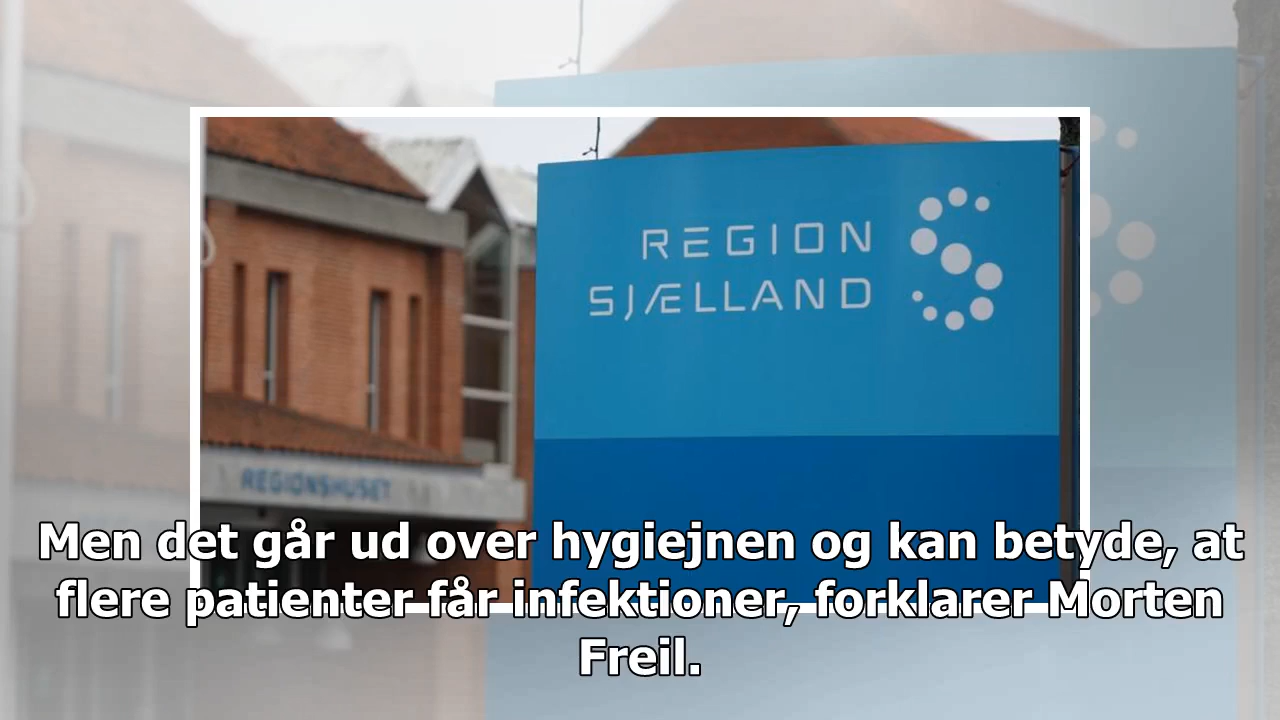 REGION
SJÆLLAND
REGIONSHUSET
Men det går ud over hygiejnen og kan betyde, at
flere patienter får infektioner, forklarer Morten
Freil.